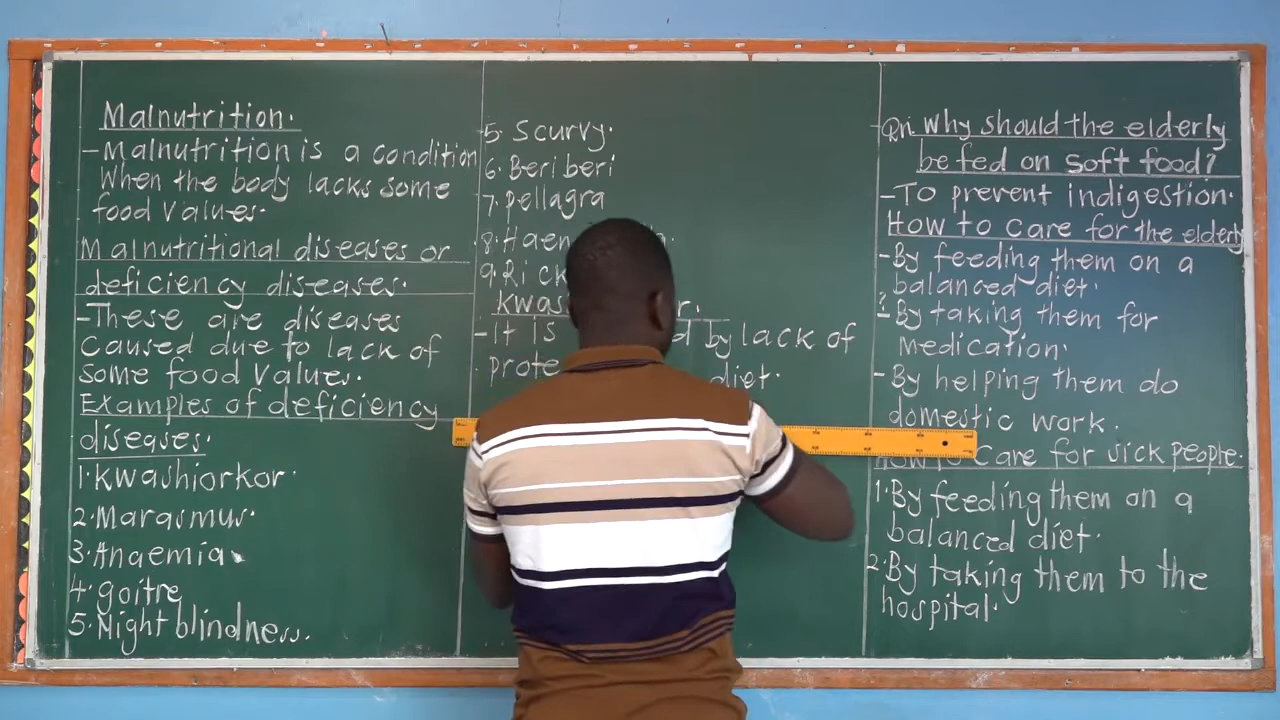 Malnutrition.
-Malnutrition is a condition
When the body lacks some
food values.
Malnutritional diseases or
deficiency diseases.
-These are diseases
caused due to lack of
some food values.
Examples of deficiency
diseases.
1.Kwashiorkor.
2.Marasmus.
3.Anaemia
4.goitre
5.Night blindness.
5. Scurvy.
6. Beri beri
7. pellagra
8. Haen
9. Rick
Kwas r.
-It is d by lack of
prote diet.
Qn. Why should the elderly
be fed on soft food?
-To prevent indigestion.
How to care for the elderly
-By feeding them on a
balanced diet.
- By taking them for
medication.
- By helping them do
domestic work.
How to care for sick people.
1. By feeding them on a
balanced diet.
2. By taking them to the
hospital.